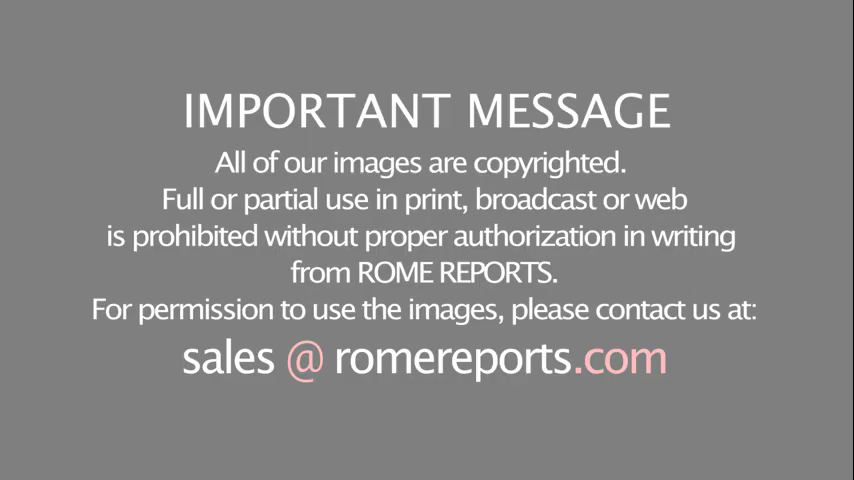 IMPORTANT MESSAGE
All of our images are copyrighted.
Full or partial use in print, broadcast or web
is prohibited without proper authorization in writing
from ROME REPORTS.
For permission to use the images, please contact us at:
sales @ romereports.com